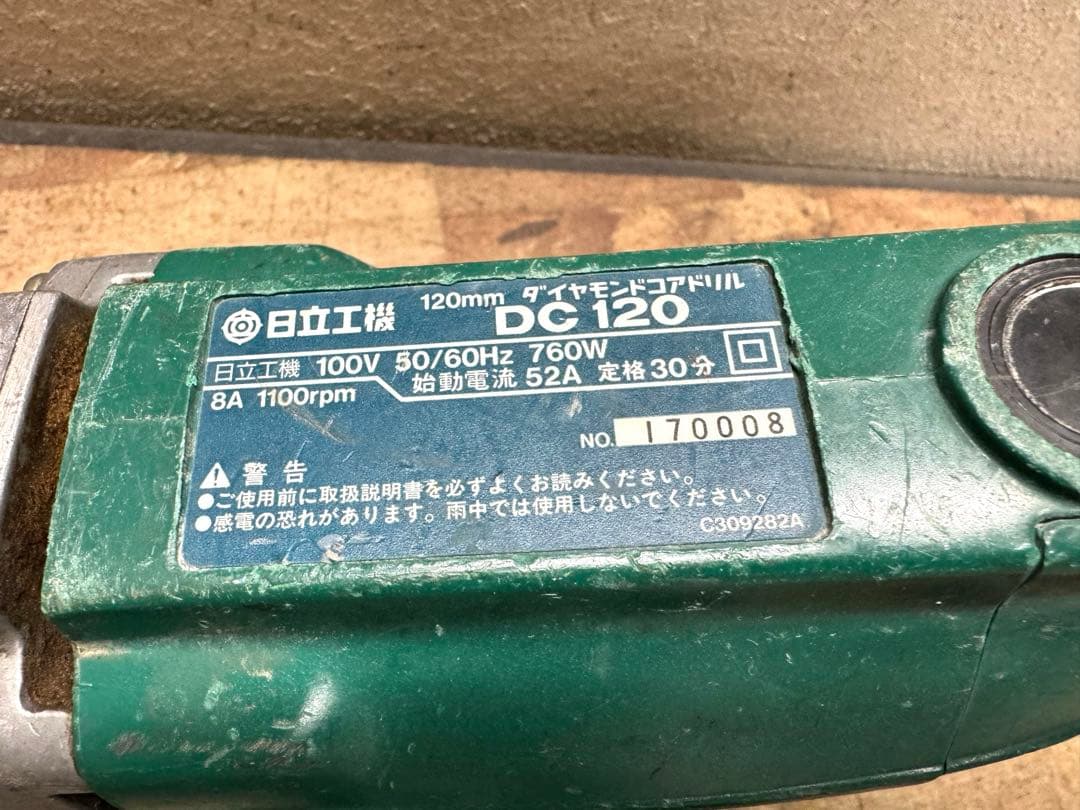 日立工機 120mm ダイヤモンドコアドリル
DC 120
日立工機 100V 50/60Hz 760W
8A 1100rpm 始動電流 52A 定格 30分
NO. 170008
警告
●ご使用前に取扱説明書を必ずよくお読みください。
●感電の恐れがあります。雨中では使用しないでください。
C309282A